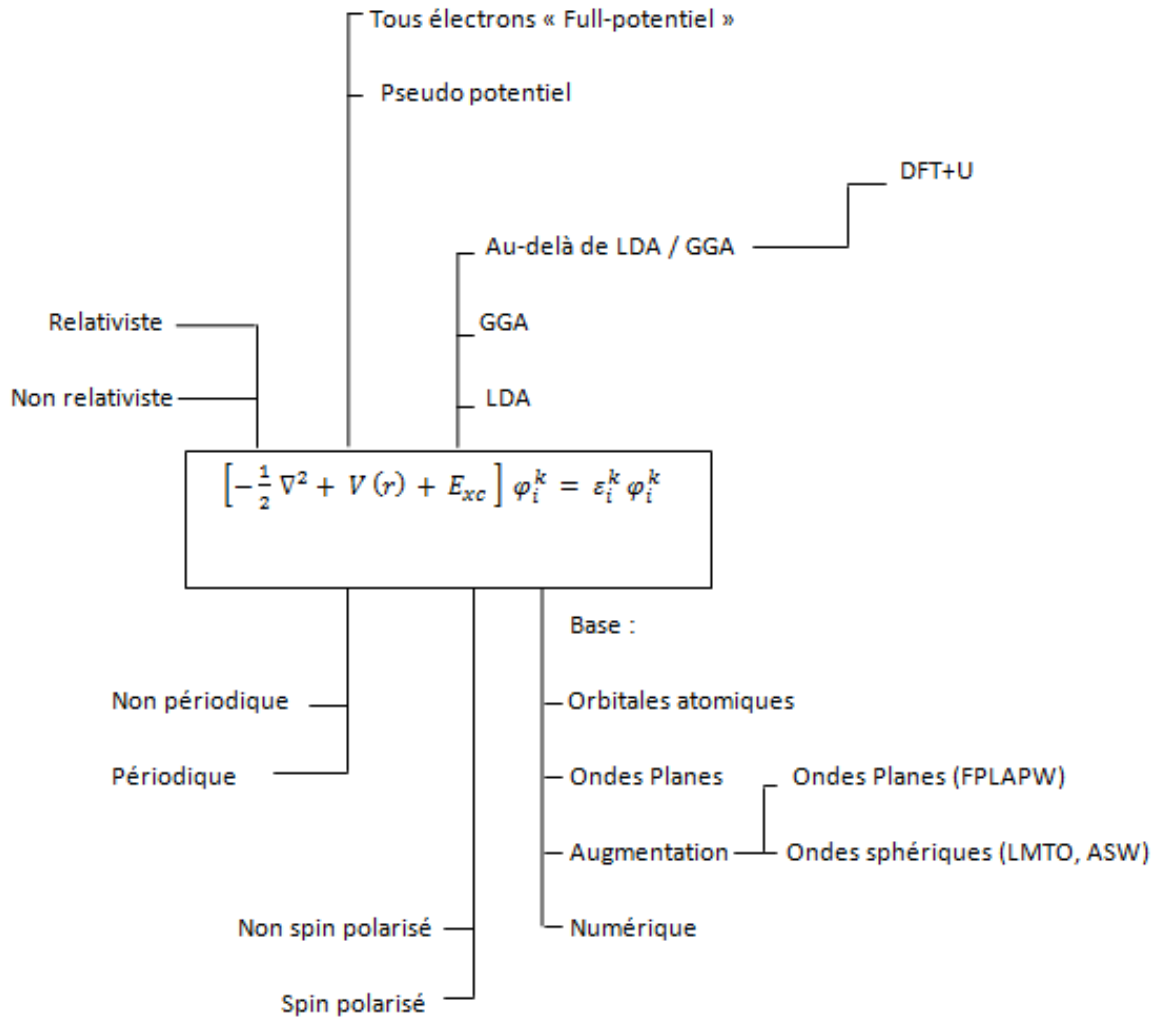 Tous électrons « Full-potentiel »
Pseudo potentiel
DFT+U
Au-delà de LDA / GGA
Relativiste
GGA
Non relativiste
LDA
[-1/2 ∇² + V (r) + E_xc] φ_i^k = ε_i^k φ_i^k
Base :
Non périodique
Orbitales atomiques
Périodique
Ondes Planes
Ondes Planes (FPLAPW)
Augmentation
Ondes sphériques (LMTO, ASW)
Non spin polarisé
Numérique
Spin polarisé